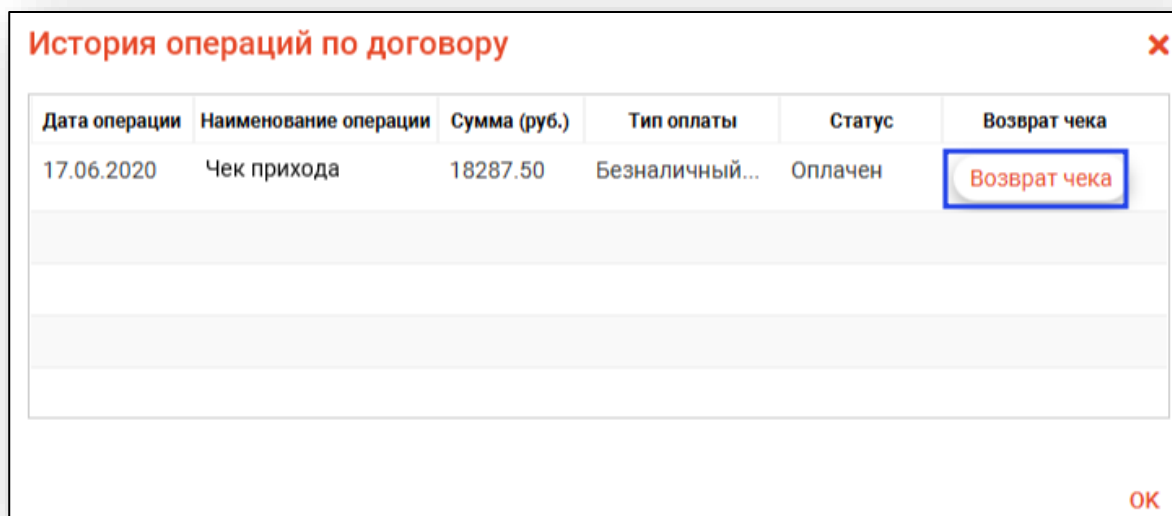 История операций по договору
Дата операции Наименование операции Сумма (руб.) Тип оплаты Статус Возврат чека
17.06.2020 Чек прихода 18287.50 Безналичный... Оплачен Возврат чека
ОК